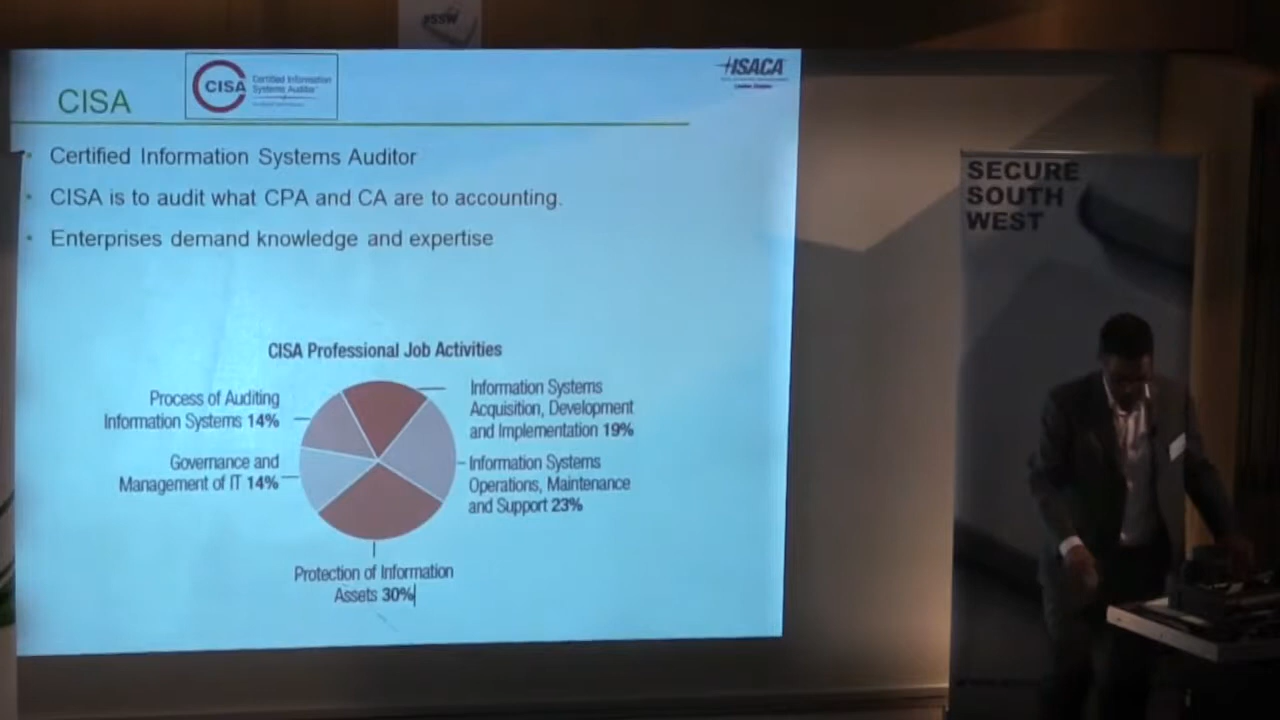 #SSW
CISA
CISA
Certified Information
Systems Auditor
ISACA
• Certified Information Systems Auditor
• CISA is to audit what CPA and CA are to accounting.
• Enterprises demand knowledge and expertise
CISA Professional Job Activities
Process of Auditing
Information Systems 14%
Governance and
Management of IT 14%
Information Systems
Acquisition, Development
and Implementation 19%
Information Systems
Operations, Maintenance
and Support 23%
Protection of Information
Assets 30%
SECURE
SOUTH
WEST